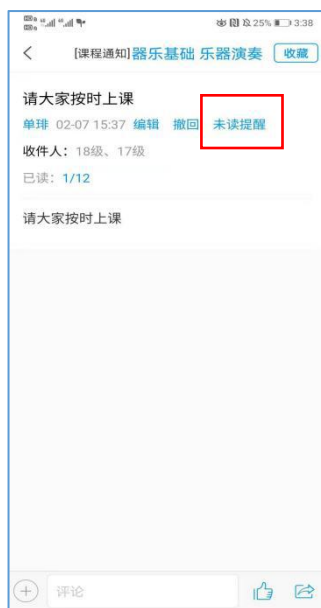 25% 3:38
[课程通知]器乐基础 乐器演奏 收藏
请大家按时上课
单琲 02-07 15:37 编辑 撤回 未读提醒
收件人：18级、17级
已读：1/12
请大家按时上课
评论